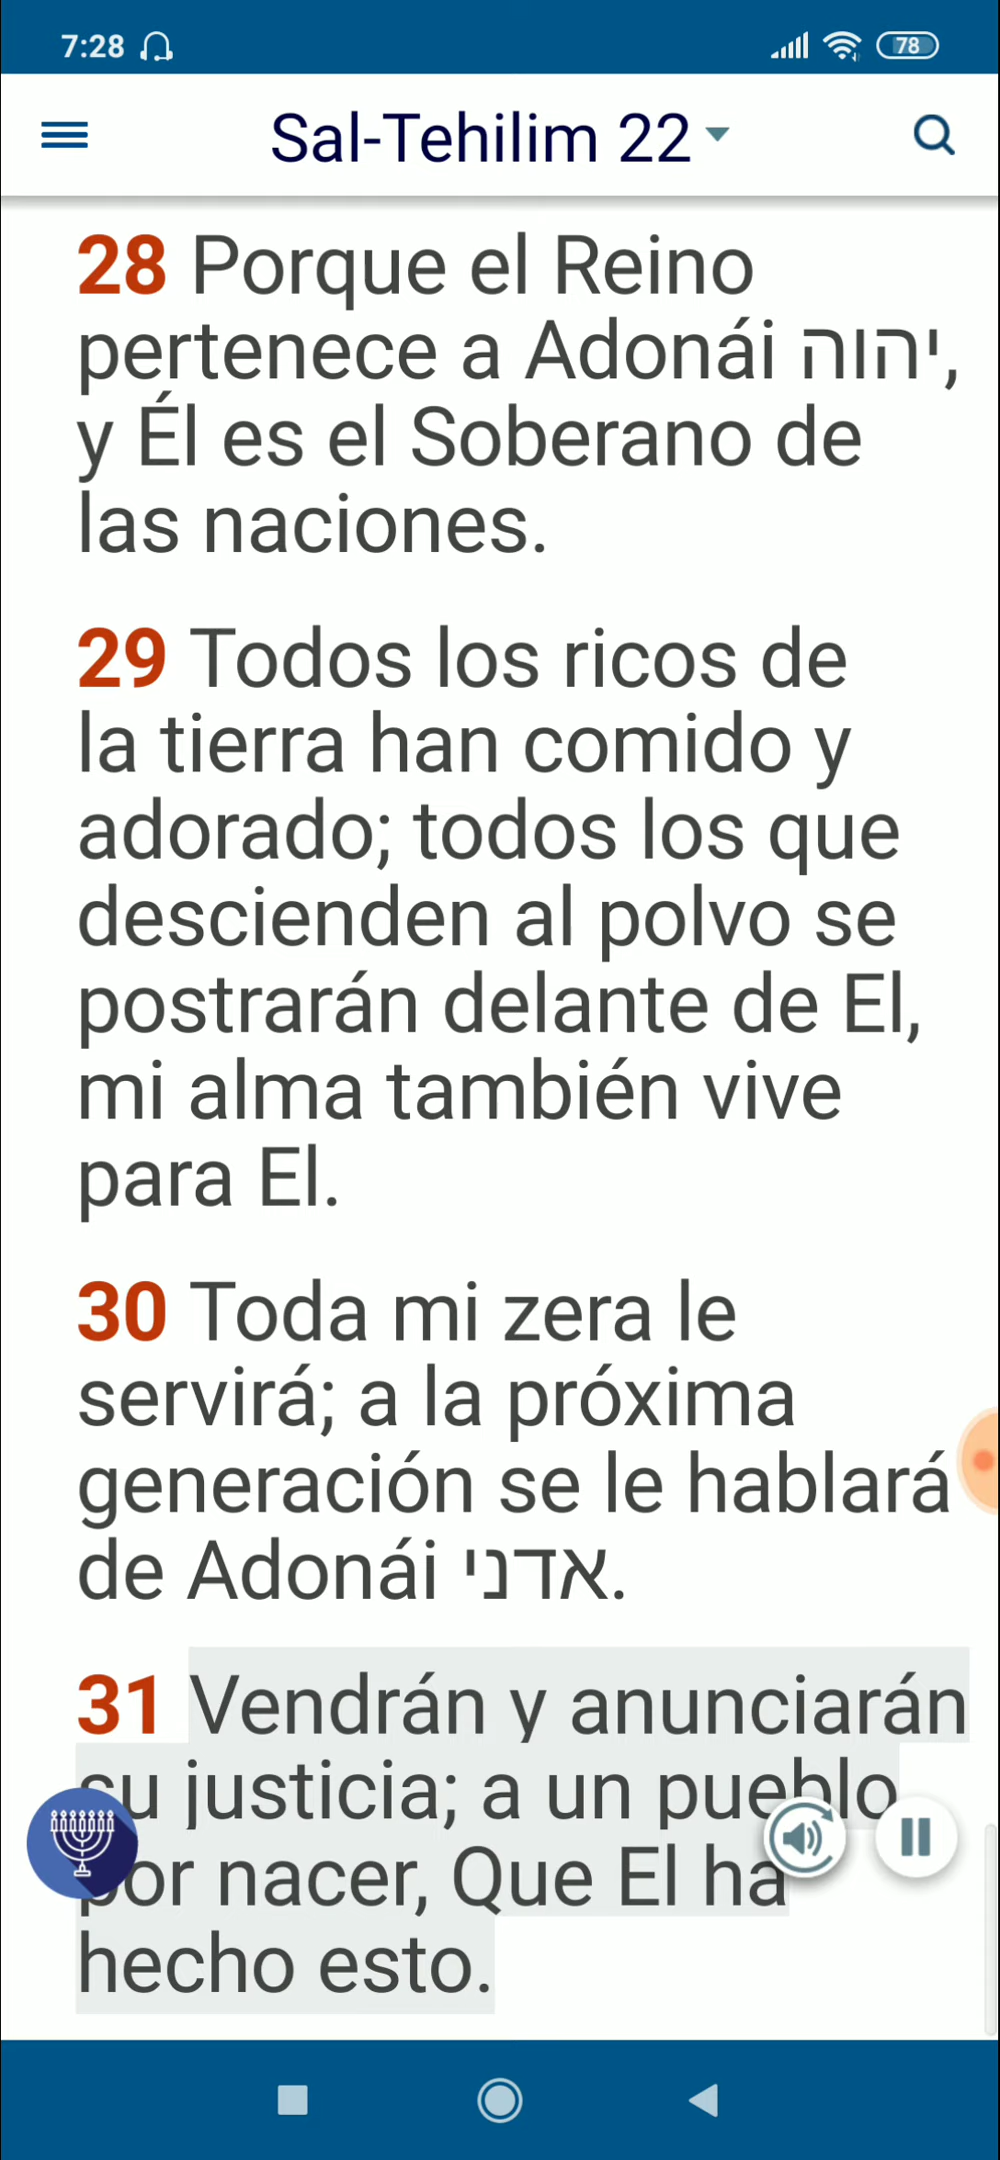 7:28
78
Sal-Tehilim 22
28 Porque el Reino
pertenece a Adonái יהוה,
y Él es el Soberano de
las naciones.
29 Todos los ricos de
la tierra han comido y
adorado; todos los que
descienden al polvo se
postrarán delante de El,
mi alma también vive
para El.
30 Toda mi zera le
servirá; a la próxima
generación se le hablará
de Adonái אדני.
31 Vendrán y anunciarán
su justicia; a un pueblo
por nacer, Que El ha
hecho esto.